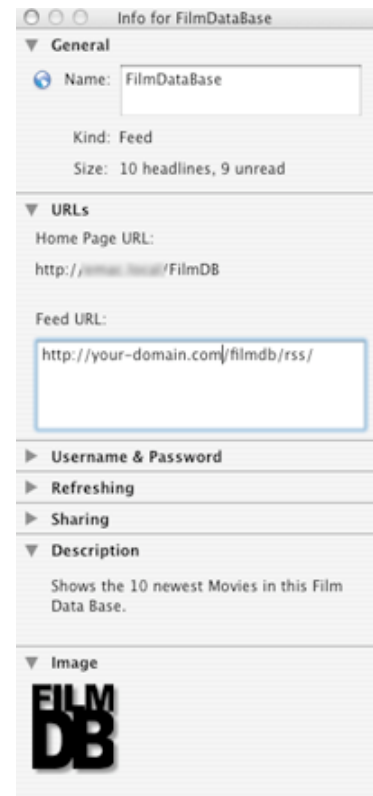 Info for FilmDataBase
General
Name: FilmDataBase
Kind: Feed
Size: 10 headlines, 9 unread
URLs
Home Page URL:
http:// /FilmDB
Feed URL:
http://your-domain.com/filmdb/rss/
Username & Password
Refreshing
Sharing
Description
Shows the 10 newest Movies in this Film
Data Base.
Image
FILM
DB